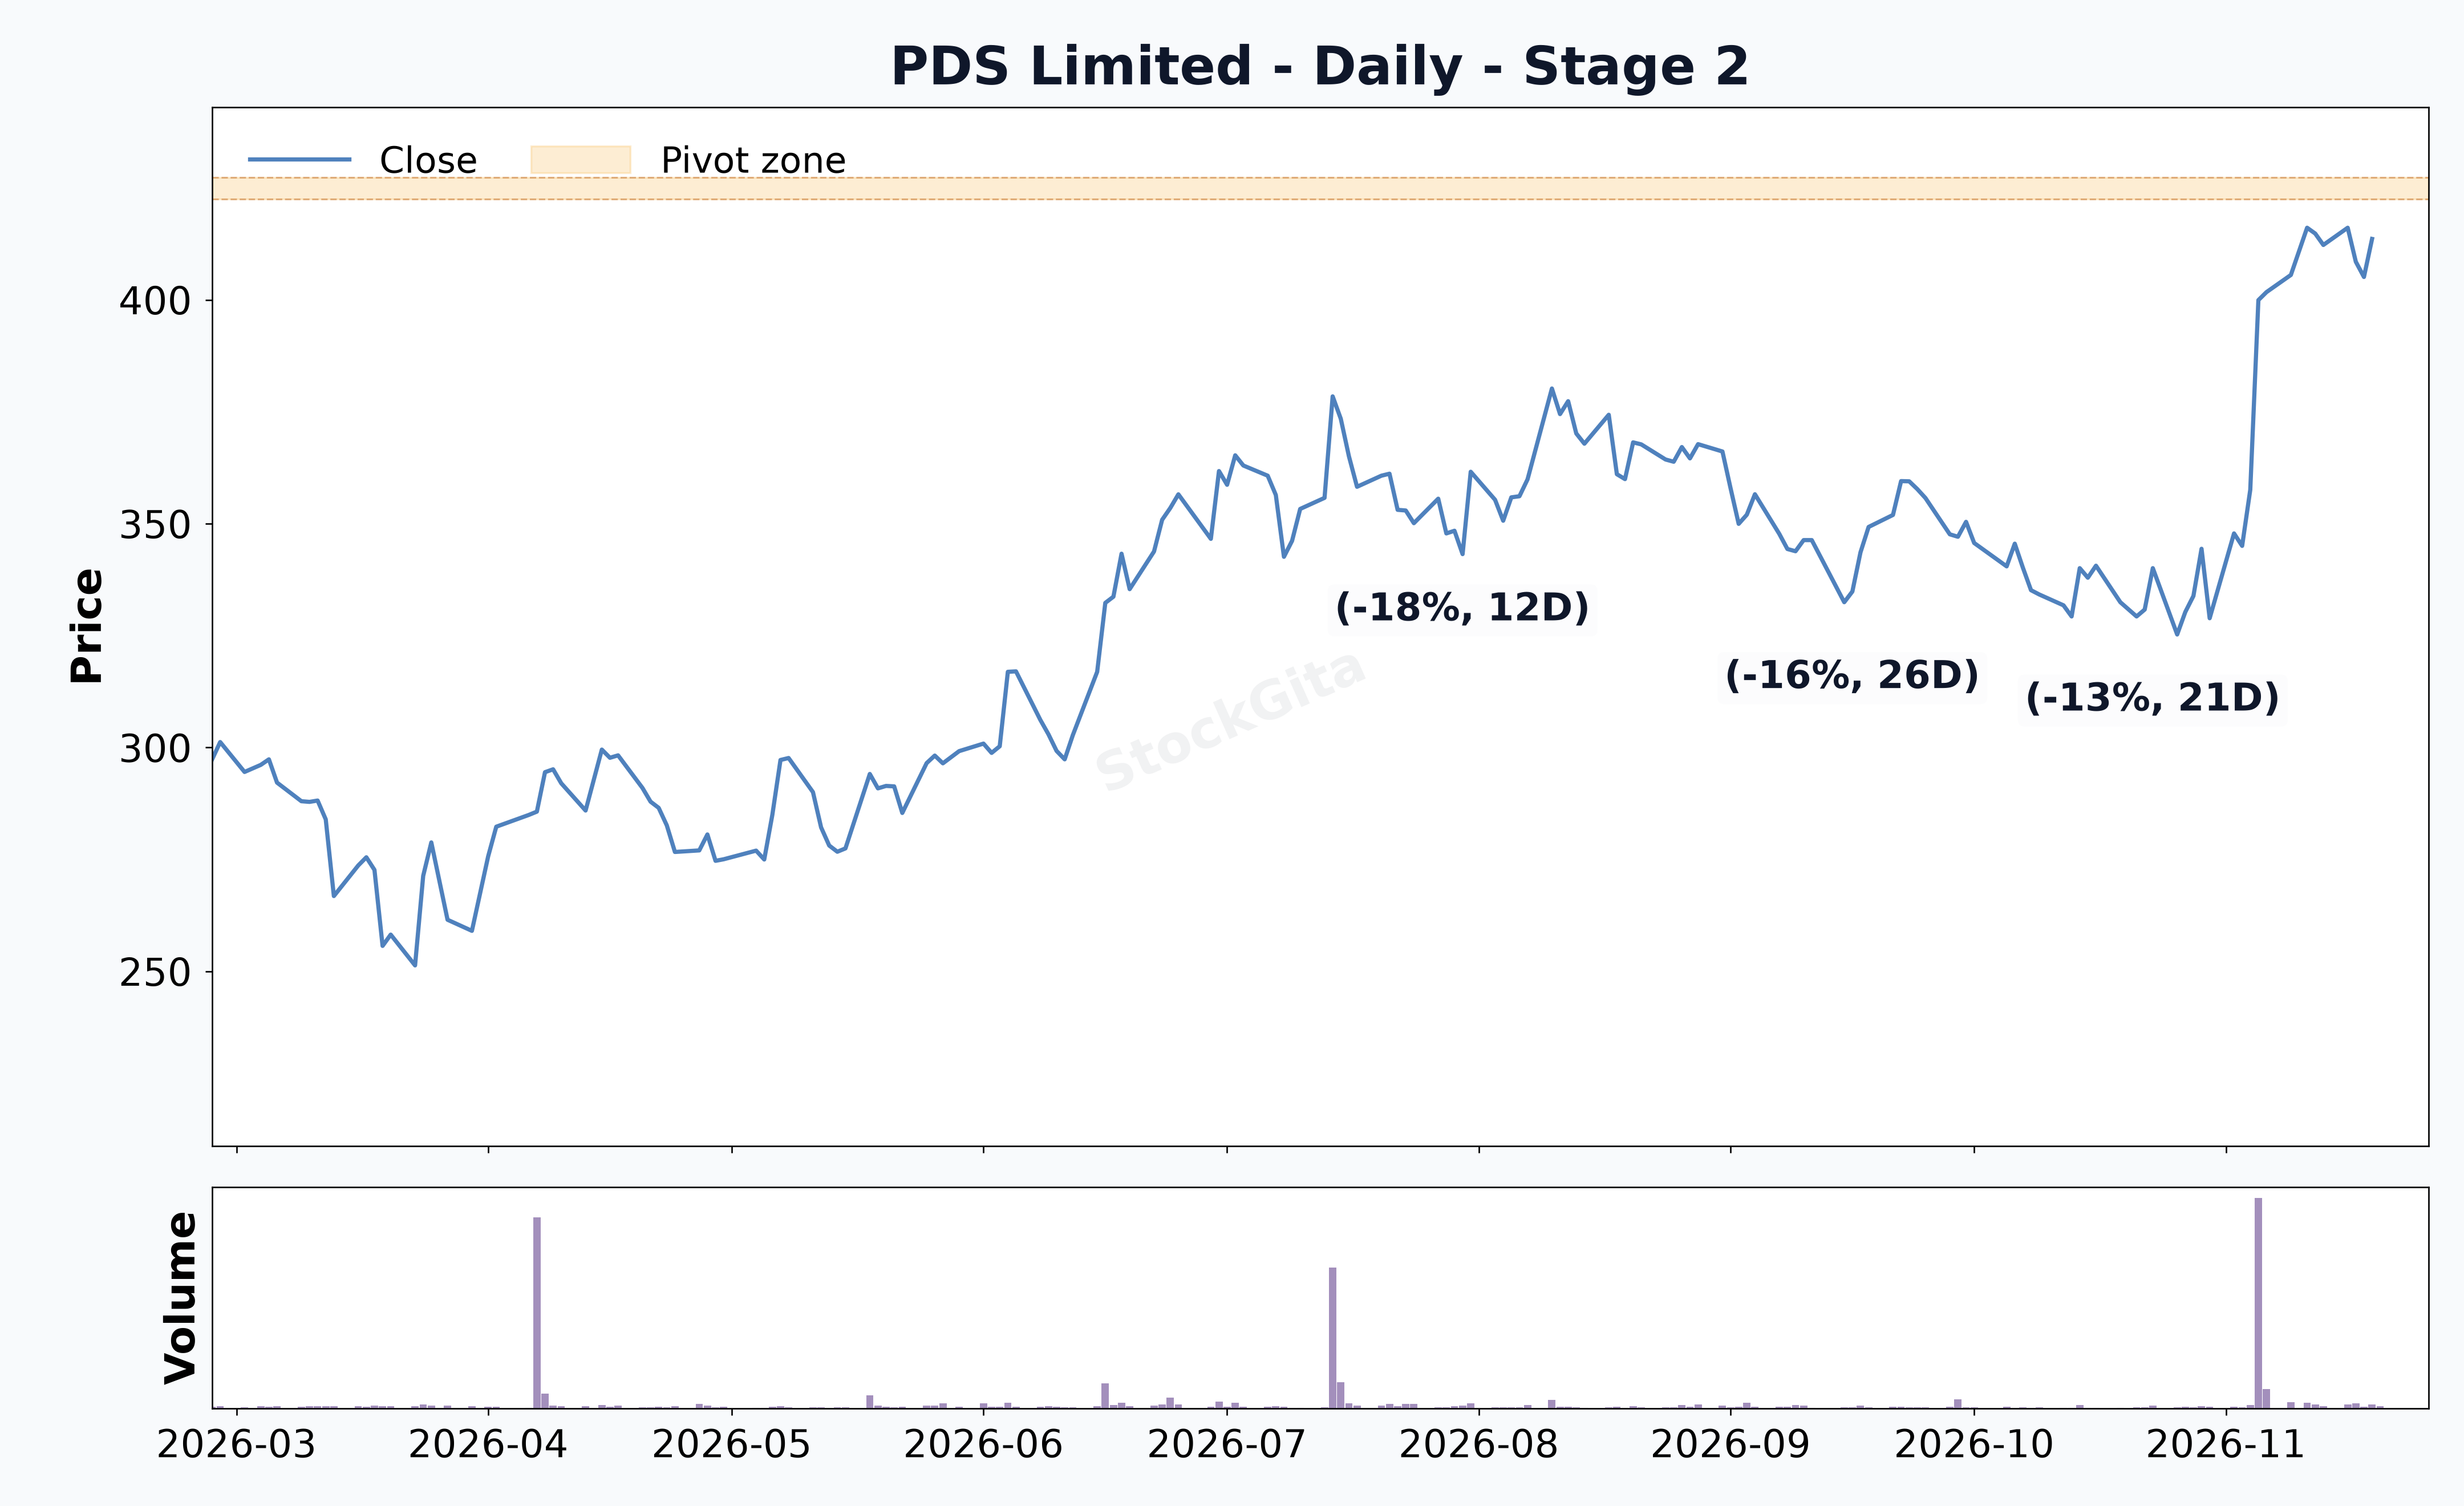 PDS Limited - Daily - Stage 2
Close
Pivot zone
Price
400
350
300
250
(-18%, 12D)
(-16%, 26D)
(-13%, 21D)
StockGita
Volume
2026-03
2026-04
2026-05
2026-06
2026-07
2026-08
2026-09
2026-10
2026-11